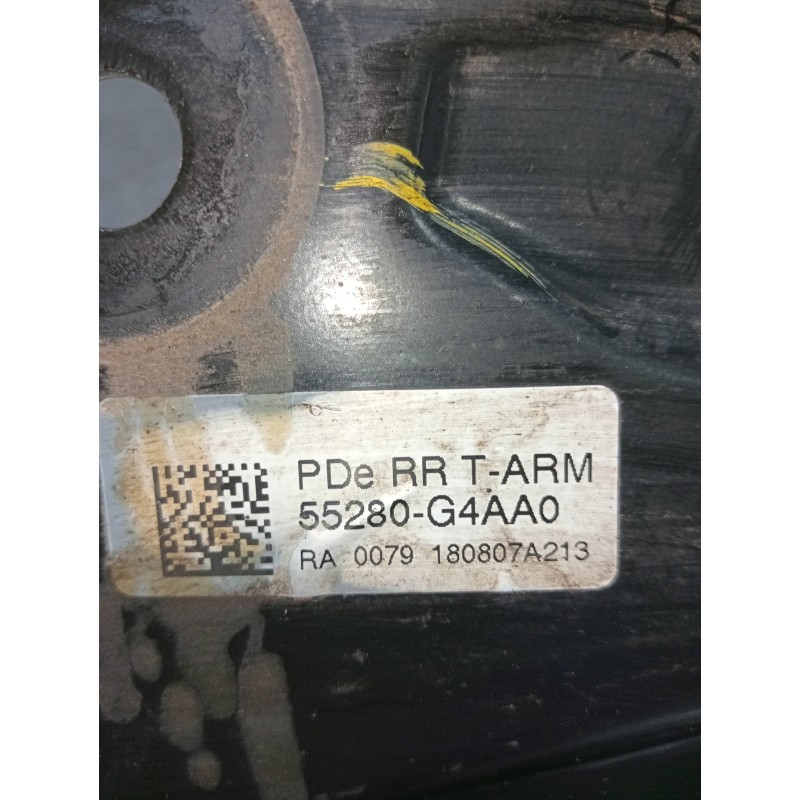 PDe RR T-ARM
55280-G4AA0
RA 0079 180807A213